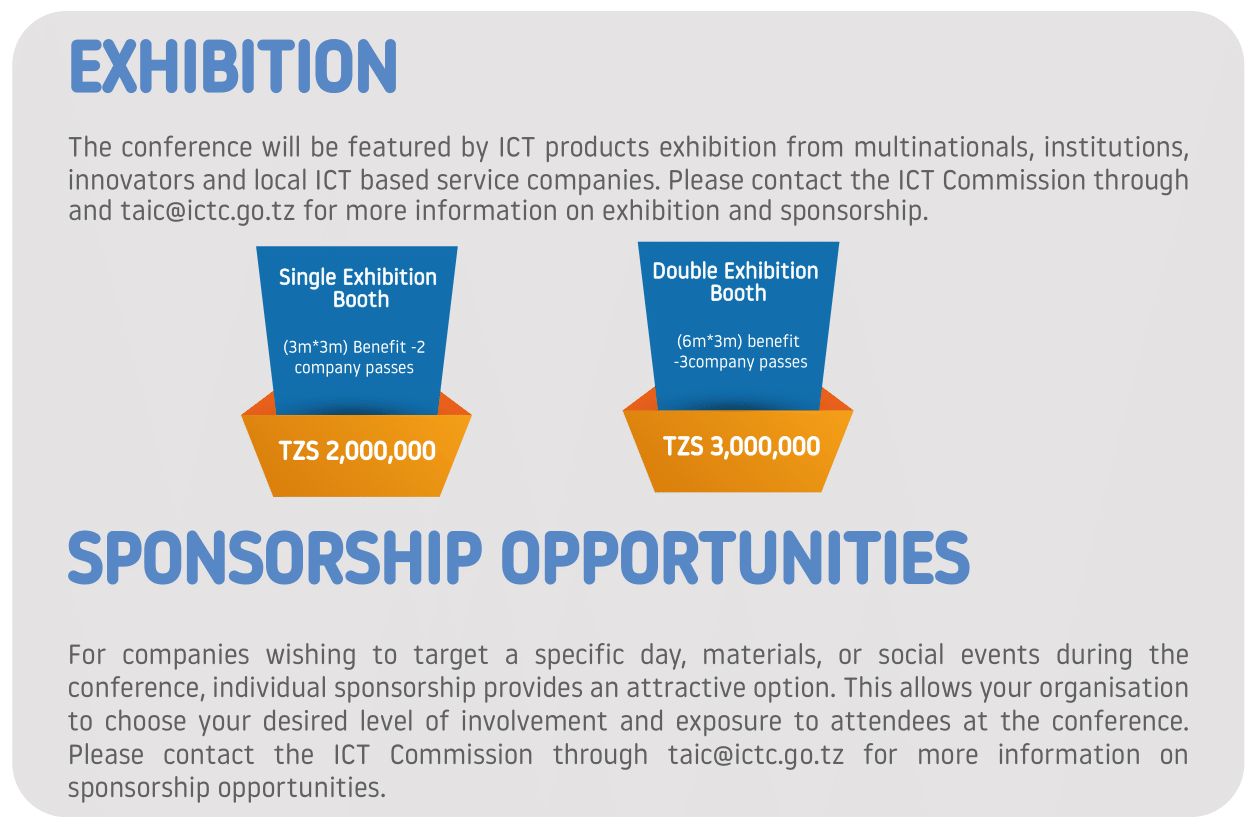 EXHIBITION
The conference will be featured by ICT products exhibition from multinationals, institutions,
innovators and local ICT based service companies. Please contact the ICT Commission through
and taic@ictc.go.tz for more information on exhibition and sponsorship.
Single Exhibition
Booth
(3m*3m) Benefit -2
company passes
TZS 2,000,000
Double Exhibition
Booth
(6m*3m) benefit
-3company passes
TZS 3,000,000
SPONSORSHIP OPPORTUNITIES
For companies wishing to target a specific day, materials, or social events during the
conference, individual sponsorship provides an attractive option. This allows your organisation
to choose your desired level of involvement and exposure to attendees at the conference.
Please contact the ICT Commission through taic@ictc.go.tz for more information on
sponsorship opportunities.